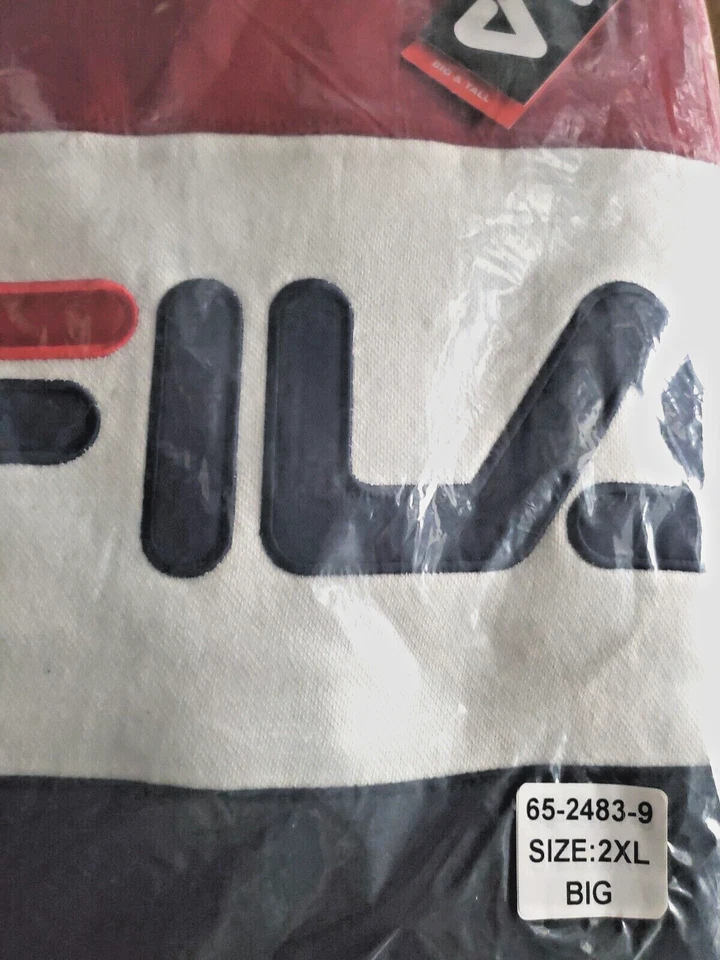 BIG & TALL
FILA
65-2483-9
SIZE:2XL
BIG